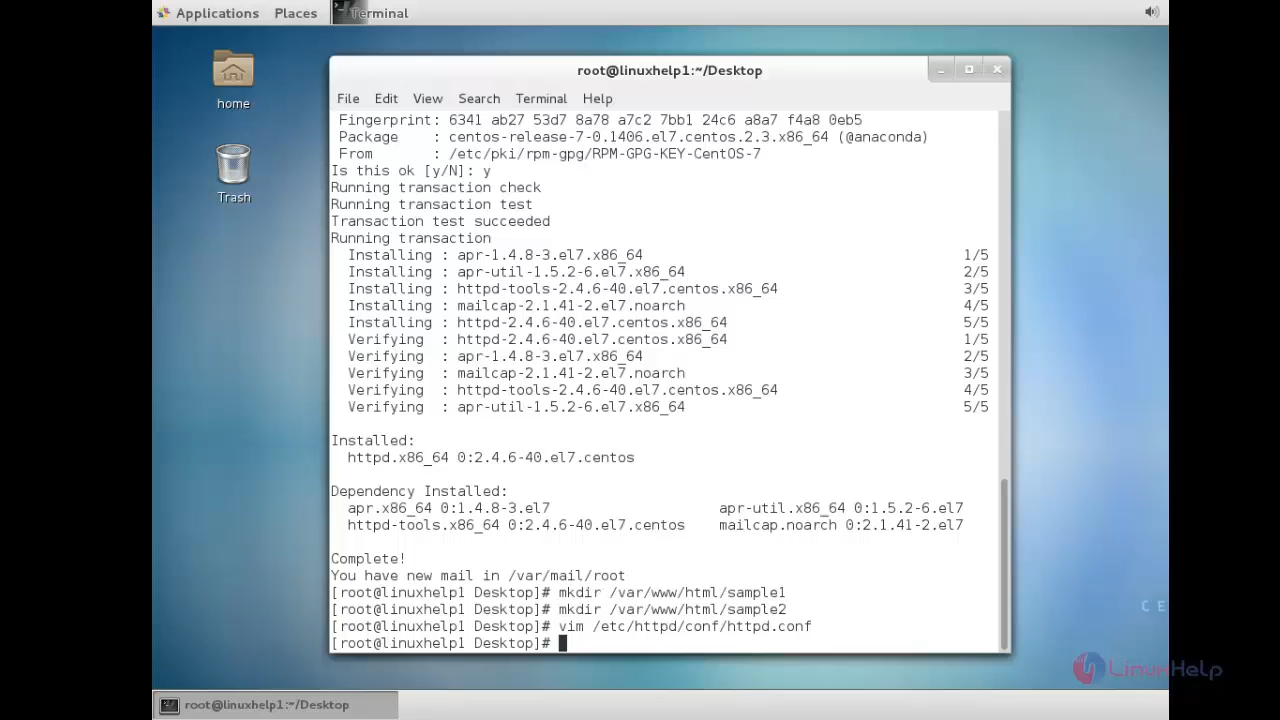 Applications Places Terminal
home
Trash
root@linuxhelp1:~/Desktop
File Edit View Search Terminal Help
Fingerprint: 6341 ab27 53d7 8a78 a7c2 7bb1 24c6 a8a7 f4a8 0eb5
Package    : centos-release-7-0.1406.el7.centos.2.3.x86_64 (@anaconda)
From       : /etc/pki/rpm-gpg/RPM-GPG-KEY-CentOS-7
Is this ok [y/N]: y
Running transaction check
Running transaction test
Transaction test succeeded
Running transaction
Installing : apr-1.4.8-3.el7.x86_64 1/5
Installing : apr-util-1.5.2-6.el7.x86_64 2/5
Installing : httpd-tools-2.4.6-40.el7.centos.x86_64 3/5
Installing : mailcap-2.1.41-2.el7.noarch 4/5
Installing : httpd-2.4.6-40.el7.centos.x86_64 5/5
Verifying  : httpd-2.4.6-40.el7.centos.x86_64 1/5
Verifying  : apr-1.4.8-3.el7.x86_64 2/5
Verifying  : mailcap-2.1.41-2.el7.noarch 3/5
Verifying  : httpd-tools-2.4.6-40.el7.centos.x86_64 4/5
Verifying  : apr-util-1.5.2-6.el7.x86_64 5/5
Installed:
httpd.x86_64 0:2.4.6-40.el7.centos
Dependency Installed:
apr.x86_64 0:1.4.8-3.el7 apr-util.x86_64 0:1.5.2-6.el7
httpd-tools.x86_64 0:2.4.6-40.el7.centos mailcap.noarch 0:2.1.41-2.el7
Complete!
You have new mail in /var/mail/root
[root@linuxhelp1 Desktop]# mkdir /var/www/html/sample1
[root@linuxhelp1 Desktop]# mkdir /var/www/html/sample2
[root@linuxhelp1 Desktop]# vim /etc/httpd/conf/httpd.conf
[root@linuxhelp1 Desktop]#
CE
LinuxHelp
root@linuxhelp1:~/Desktop